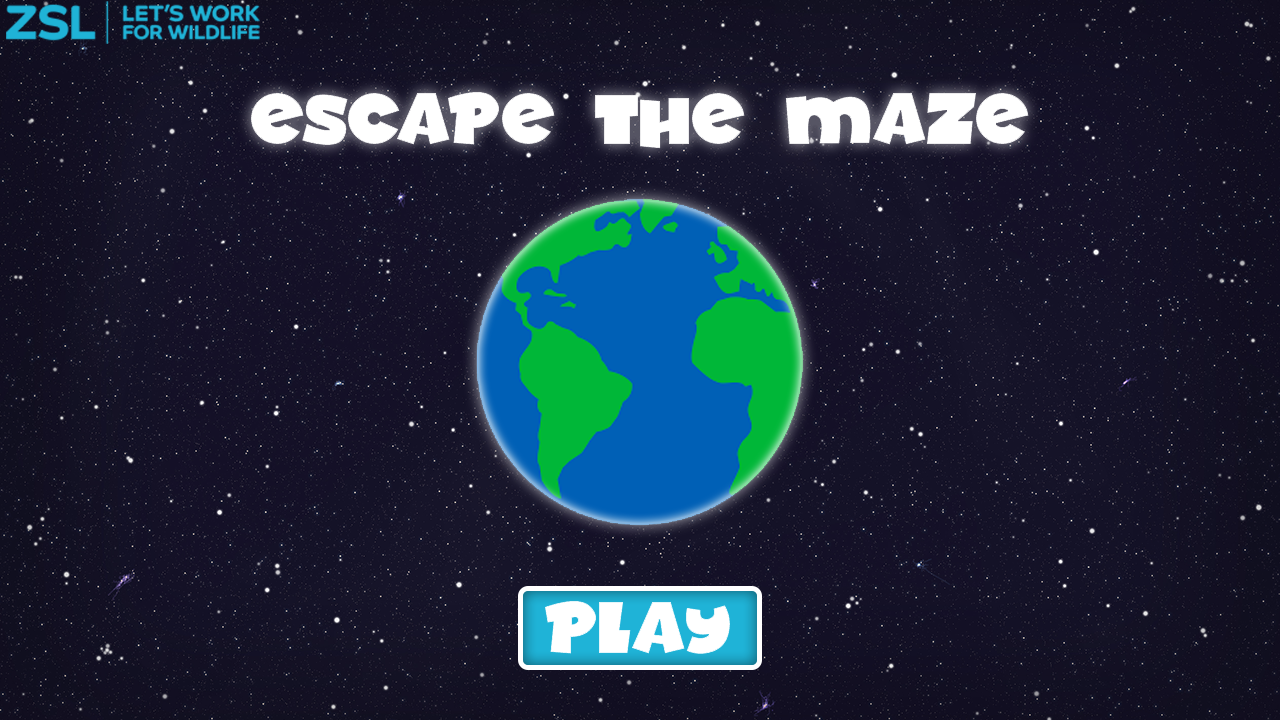 ZSL
LET'S WORK
FOR WILDLIFE
ESCAPE THE MAZE
PLAY